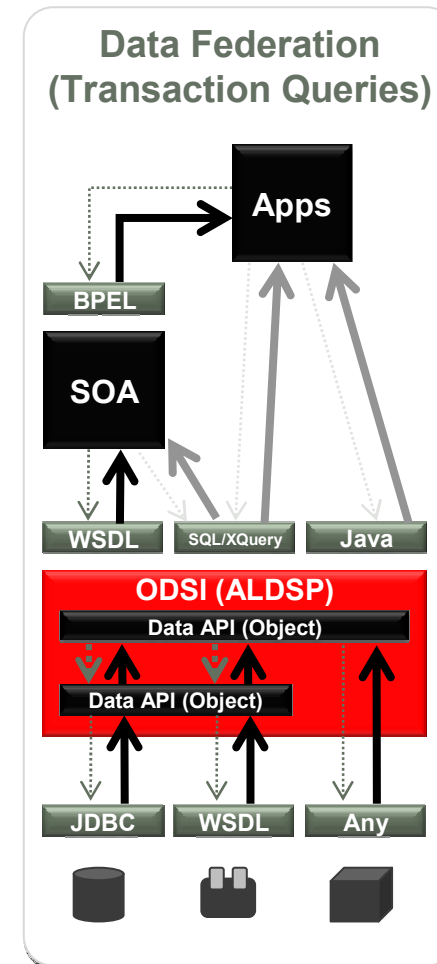 Data Federation
(Transaction Queries)
Apps
BPEL
SOA
WSDL
SQL/XQuery
Java
ODSI (ALDSP)
Data API (Object)
Data API (Object)
JDBC
WSDL
Any